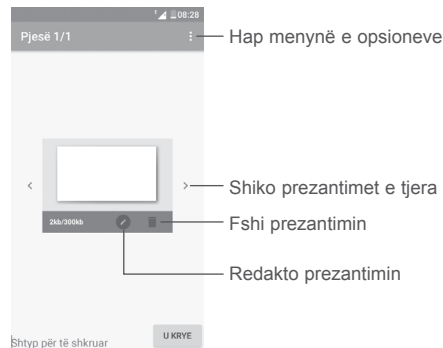 08:28
Pjesë 1/1
Hap menynë e opsioneve
Shiko prezantimet e tjera
2kb/300kb
Fshi prezantimin
Redakto prezantimin
U KRYE
Shtyp për të shkruar